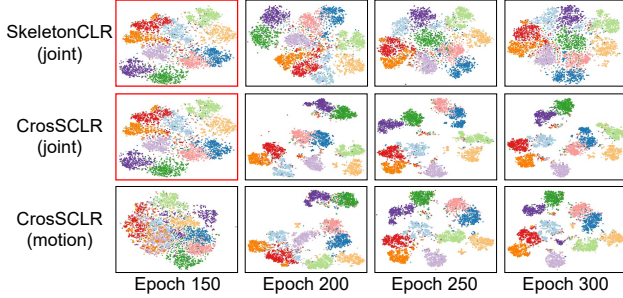 SkeletonCLR
(joint)
CrosSCLR
(joint)
CrosSCLR
(motion)
Epoch 150
Epoch 200
Epoch 250
Epoch 300